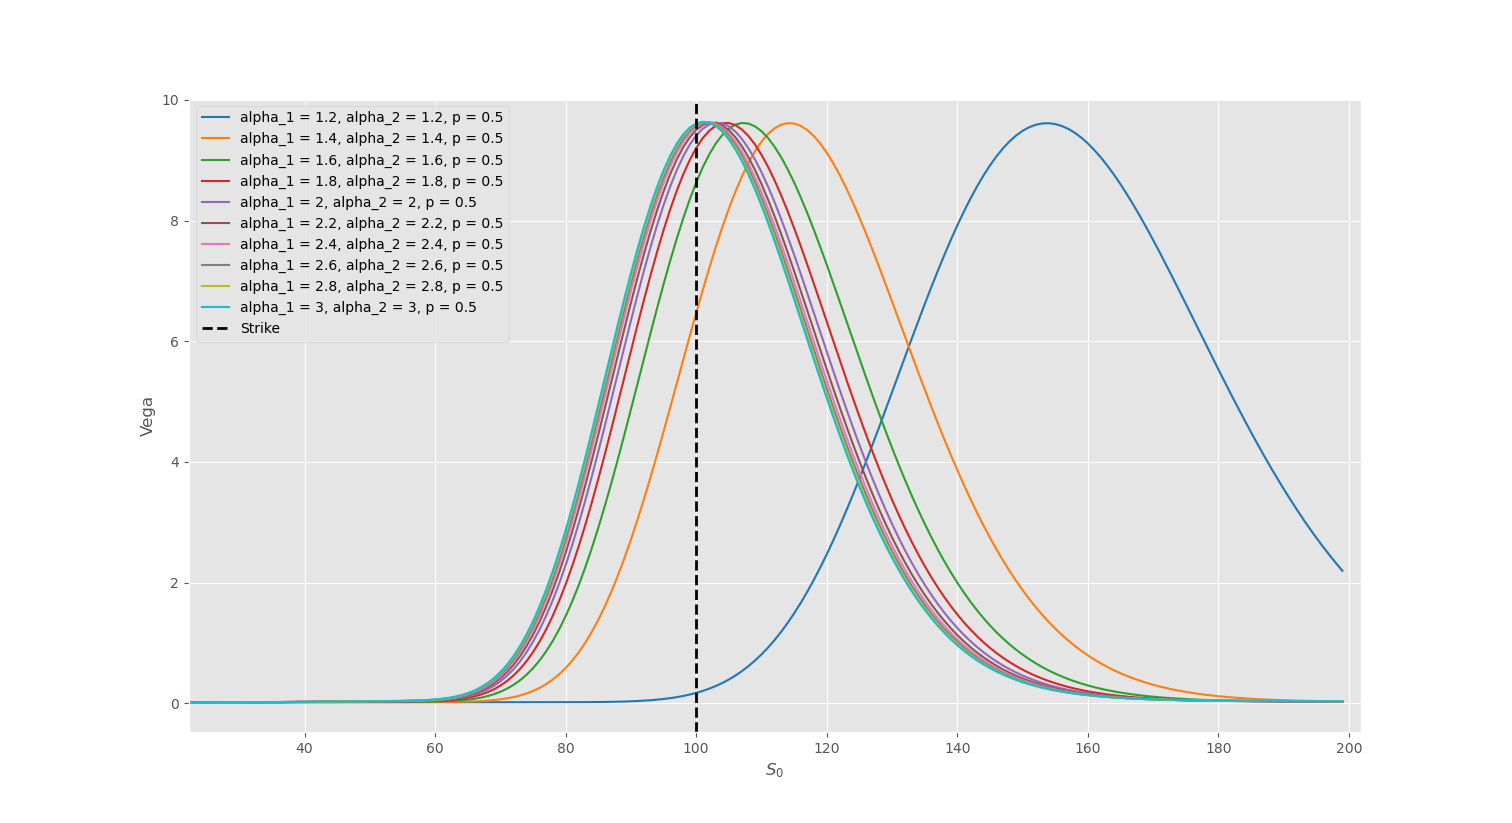 10
8
6
4
2
0
Vega
alpha_1 = 1.2, alpha_2 = 1.2, p = 0.5
alpha_1 = 1.4, alpha_2 = 1.4, p = 0.5
alpha_1 = 1.6, alpha_2 = 1.6, p = 0.5
alpha_1 = 1.8, alpha_2 = 1.8, p = 0.5
alpha_1 = 2, alpha_2 = 2, p = 0.5
alpha_1 = 2.2, alpha_2 = 2.2, p = 0.5
alpha_1 = 2.4, alpha_2 = 2.4, p = 0.5
alpha_1 = 2.6, alpha_2 = 2.6, p = 0.5
alpha_1 = 2.8, alpha_2 = 2.8, p = 0.5
alpha_1 = 3, alpha_2 = 3, p = 0.5
Strike
40 60 80 100 120 140 160 180 200
S₀